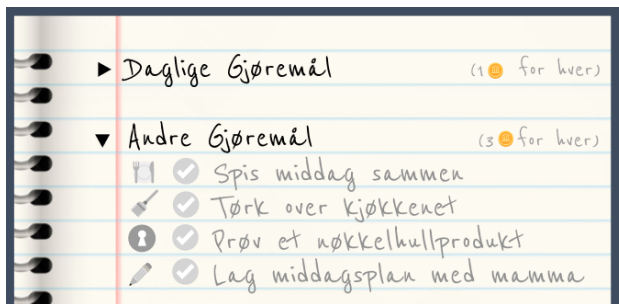 Daglige Gjøremål (1 for hver)
Andre Gjøremål (3 for hver)
Spis middag sammen
Tørk over kjøkkenet
Prøv et nøkkelhullprodukt
Lag middagsplan med mamma